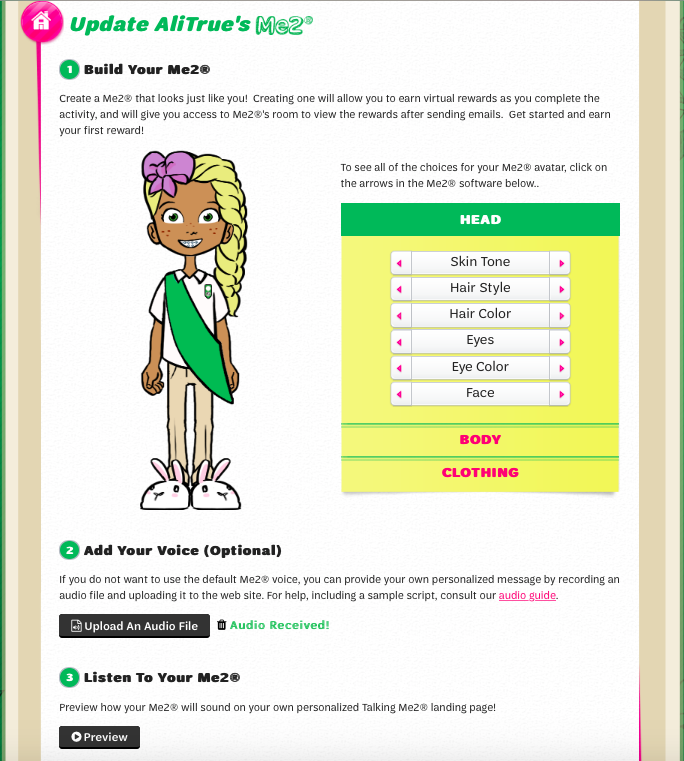 Update AliTrue's Me2®
1 Build Your Me2®
Create a Me2® that looks just like you! Creating one will allow you to earn virtual rewards as you complete the
activity, and will give you access to Me2®'s room to view the rewards after sending emails. Get started and earn
your first reward!
To see all of the choices for your Me2® avatar, click on
the arrows in the Me2® software below..
HEAD
Skin Tone
Hair Style
Hair Color
Eyes
Eye Color
Face
BODY
CLOTHING
2 Add Your Voice (Optional)
If you do not want to use the default Me2® voice, you can provide your own personalized message by recording an
audio file and uploading it to the web site. For help, including a sample script, consult our audio guide.
Upload An Audio File Audio Received!
3 Listen To Your Me2®
Preview how your Me2® will sound on your own personalized Talking Me2® landing page!
Preview